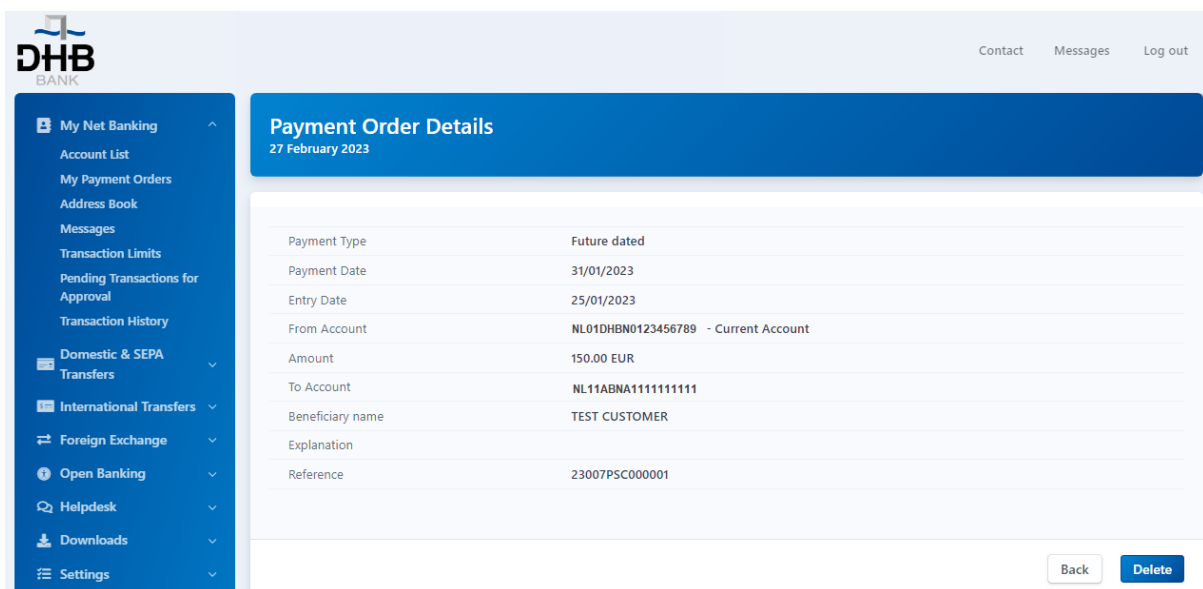 DHB
BANK
Contact Messages Log out
My Net Banking
Account List
My Payment Orders
Address Book
Messages
Transaction Limits
Pending Transactions for
Approval
Transaction History
Domestic & SEPA
Transfers
International Transfers
Foreign Exchange
Open Banking
Helpdesk
Downloads
Settings
Payment Order Details
27 February 2023
Payment Type Future dated
Payment Date 31/01/2023
Entry Date 25/01/2023
From Account NL01DHBN0123456789 - Current Account
Amount 150.00 EUR
To Account NL11ABNA1111111111
Beneficiary name TEST CUSTOMER
Explanation
Reference 23007PSC000001
Back Delete